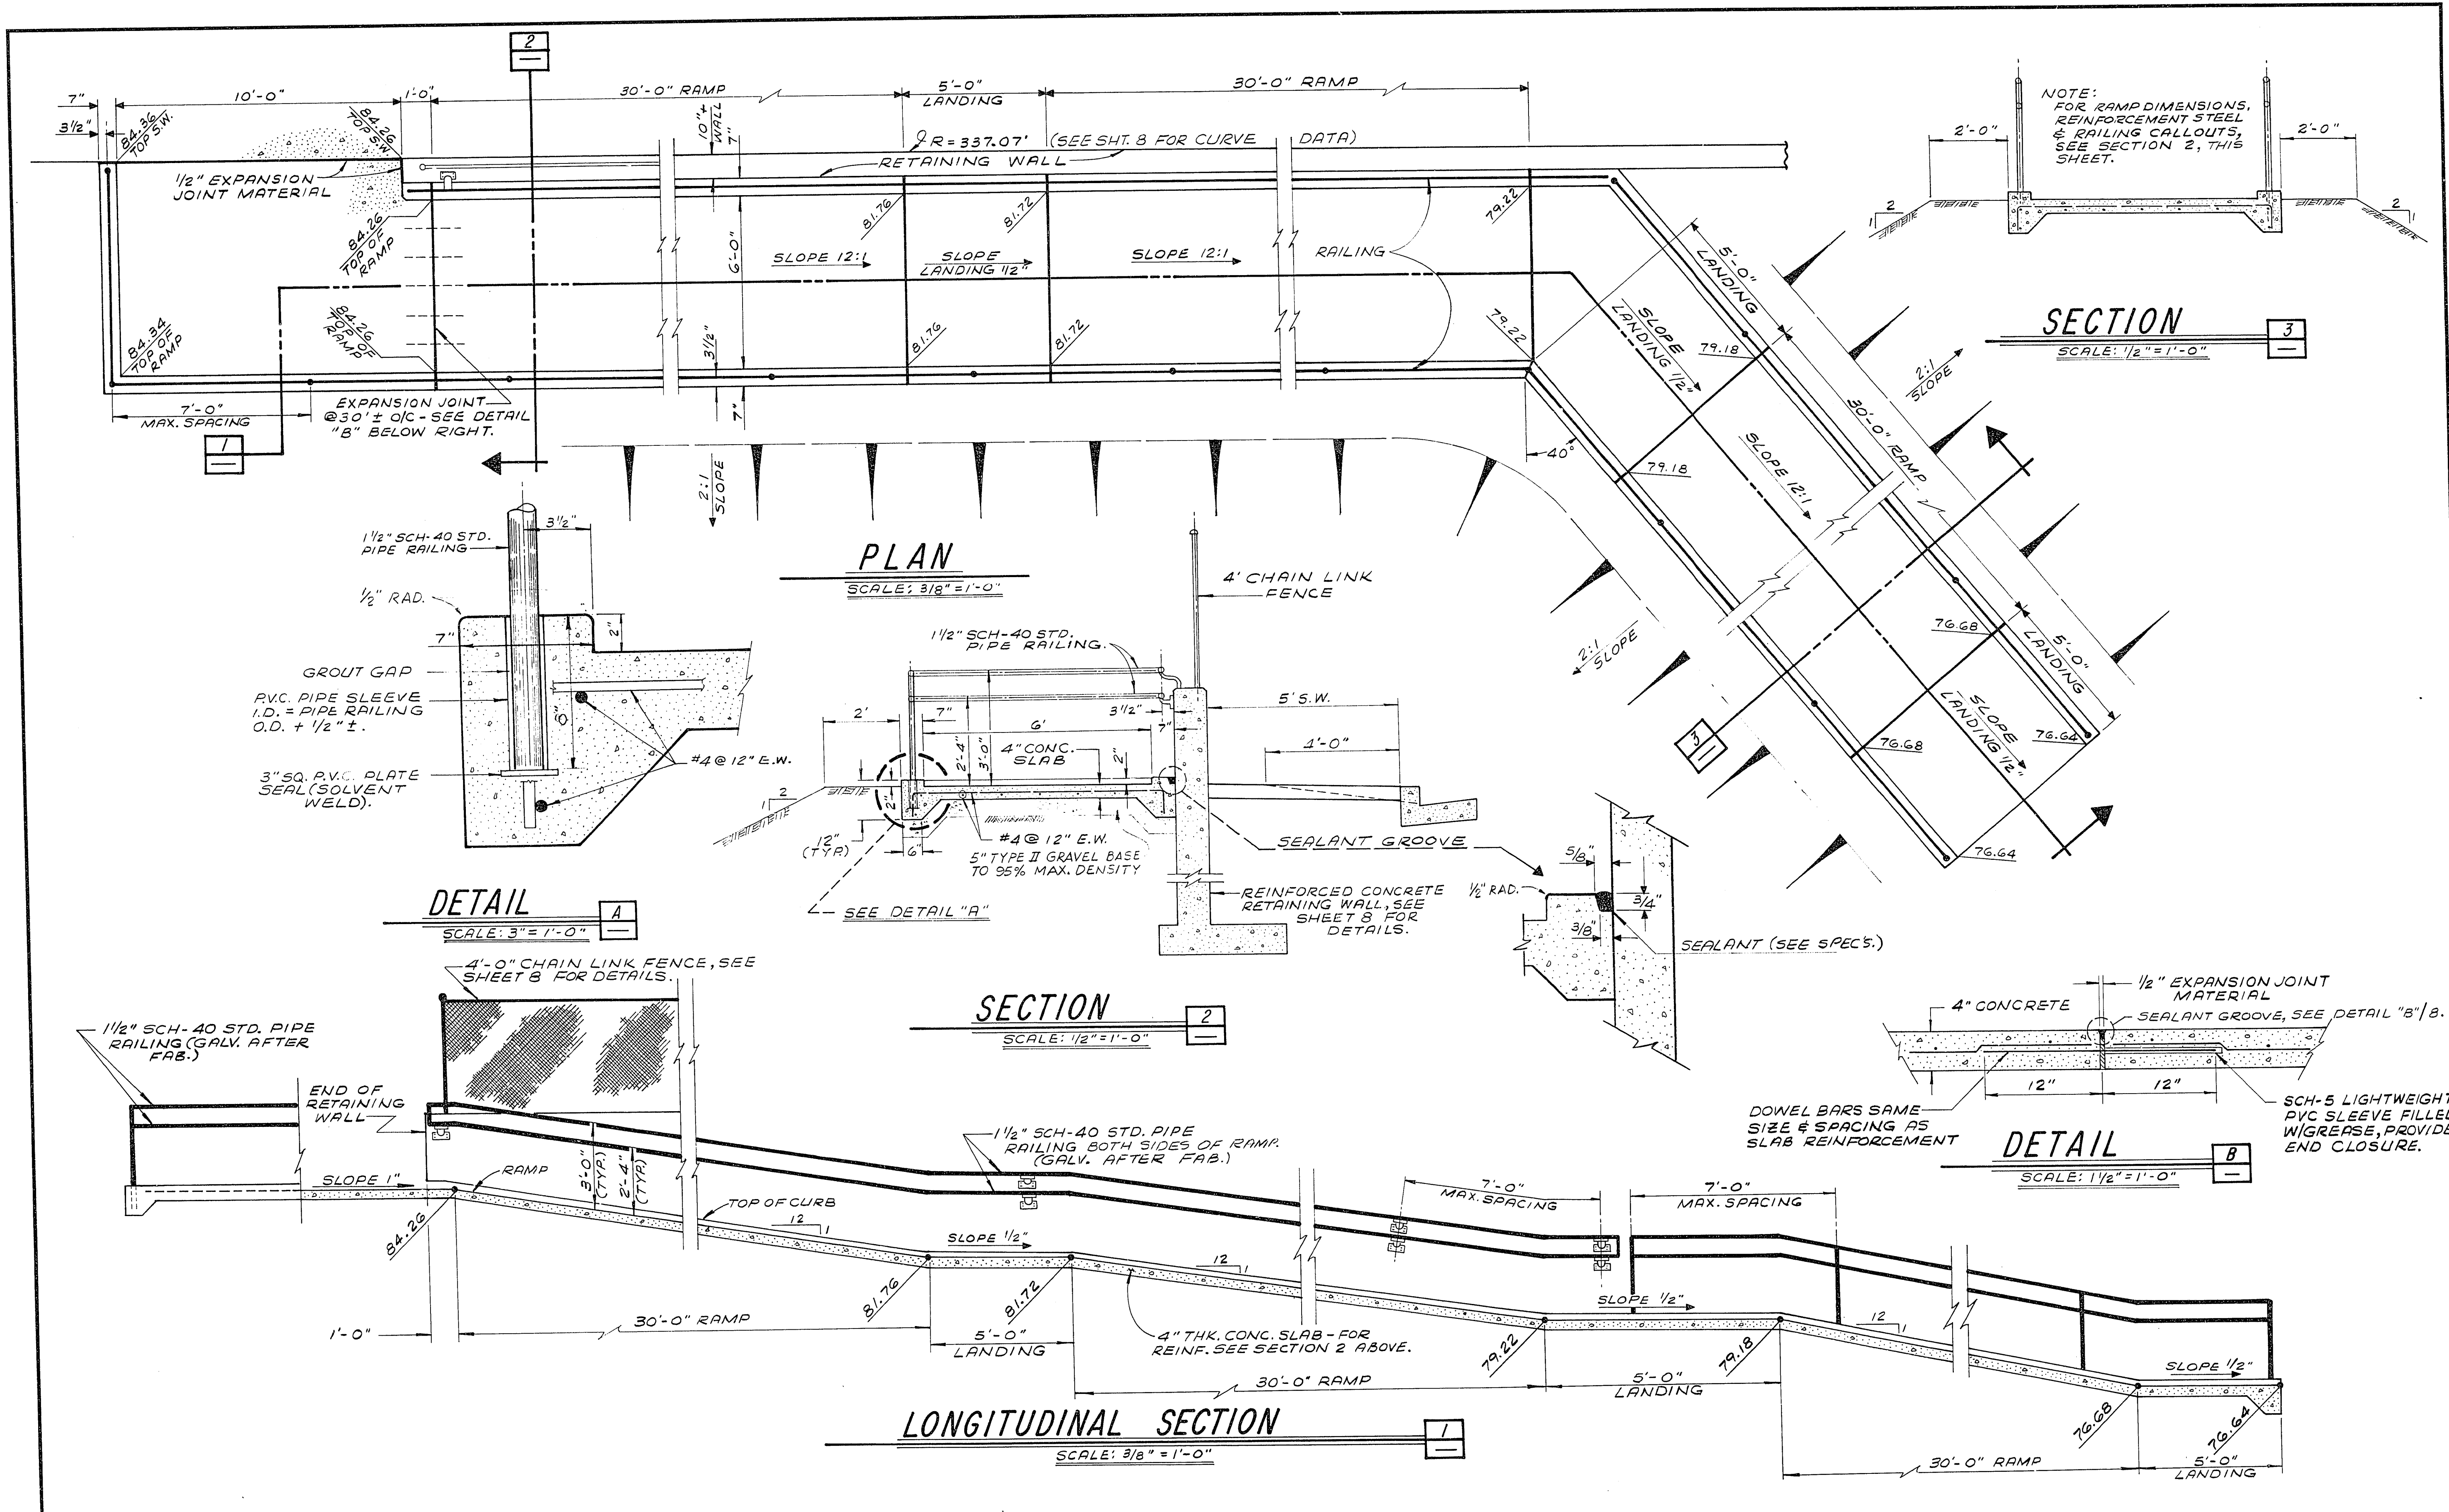 2
7"
10'-0"
1'-0"
30'-0" RAMP
5'-0"
LANDING
30'-0" RAMP
3½"
84.36
TOP S.W.
84.26
TOP S.W
10"±
WALL
7"
R=337.07' (SEE SHT. 8 FOR CURVE DATA)
RETAINING WALL
½" EXPANSION
JOINT MATERIAL
84.26
TOP OF
RAMP
84.26
TOP OF
RAMP
84.34
TOP OF
RAMP
6'-0"
3½"
7"
81.76
81.72
79.22
SLOPE 12:1
SLOPE
LANDING ½"
SLOPE 12:1
RAILING
81.76
81.72
79.22
7'-0"
MAX. SPACING
EXPANSION JOINT
@30'± O/C - SEE DETAIL
"B" BELOW RIGHT.
1
2:1
SLOPE
40°
5'-0"
LANDING
SLOPE
LANDING ½"
79.18
79.18
30'-0" RAMP
SLOPE 12:1
2:1
SLOPE
2:1
SLOPE
76.68
76.68
5'-0"
LANDING
SLOPE
LANDING ½"
76.64
76.64
3
PLAN
SCALE: 3/8"=1'-0"
NOTE:
FOR RAMP DIMENSIONS,
REINFORCEMENT STEEL
& RAILING CALLOUTS,
SEE SECTION 2, THIS
SHEET.
2'-0"
2'-0"
2
1
2
1
SECTION
3
SCALE: ½"=1'-0"
1½" SCH-40 STD.
PIPE RAILING
3½"
½" RAD.
7"
2"
GROUT GAP
P.V.C. PIPE SLEEVE
I.D. = PIPE RAILING
O.D. + ½" ±.
8"
#4 @ 12" E.W.
3" SQ. P.V.C. PLATE
SEAL (SOLVENT
WELD).
DETAIL
A
SCALE: 3"=1'-0"
4' CHAIN LINK
FENCE
1½" SCH-40 STD.
PIPE RAILING.
2'
7"
6'
3½"
7"
5' S.W.
4'-0"
2'-4"
3'-0"
4" CONC.
SLAB
2"
2"
2
1
12"
(TYP.)
6"
#4 @ 12" E.W.
5" TYPE II GRAVEL BASE
TO 95% MAX. DENSITY
SEALANT GROOVE
SEE DETAIL "A"
REINFORCED CONCRETE
RETAINING WALL, SEE
SHEET 8 FOR
DETAILS.
5/8"
½" RAD.
3/4"
3/8"
SEALANT (SEE SPEC'S.)
SECTION
2
SCALE: ½"=1'-0"
½" EXPANSION JOINT
MATERIAL
4" CONCRETE
SEALANT GROOVE, SEE DETAIL "B"/8.
12"
12"
DOWEL BARS SAME
SIZE & SPACING AS
SLAB REINFORCEMENT
SCH-5 LIGHTWEIGHT
PVC SLEEVE FILLED
W/GREASE, PROVIDE
END CLOSURE.
DETAIL
B
SCALE: 1½"=1'-0"
4'-0" CHAIN LINK FENCE, SEE
SHEET 8 FOR DETAILS.
1½" SCH-40 STD. PIPE
RAILING (GALV. AFTER
FAB.)
END OF
RETAINING
WALL
SLOPE 1"
RAMP
3'-0"
(TYP.)
2'-4"
(TYP.)
TOP OF CURB
12
1
1½" SCH-40 STD. PIPE
RAILING BOTH SIDES OF RAMP.
(GALV. AFTER FAB.)
SLOPE ½"
7'-0"
MAX. SPACING
7'-0"
MAX. SPACING
12
1
SLOPE ½"
12
1
SLOPE ½"
84.26
81.76
81.72
79.22
79.18
76.68
76.64
1'-0"
30'-0" RAMP
5'-0"
LANDING
4" THK. CONC. SLAB - FOR
REINF. SEE SECTION 2 ABOVE.
30'-0" RAMP
5'-0"
LANDING
30'-0" RAMP
5'-0"
LANDING
LONGITUDINAL SECTION
1
SCALE: 3/8"=1'-0"